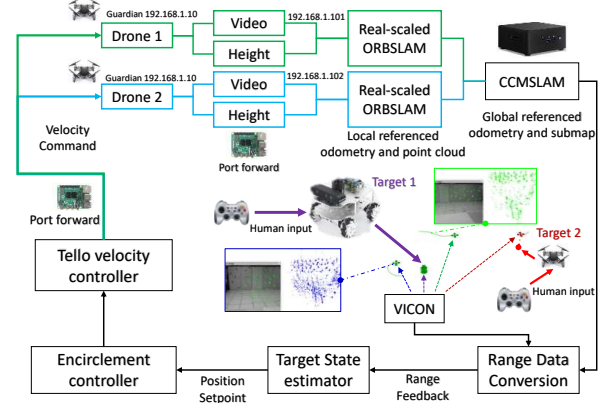 Guardian 192.168.1.10
Drone 1
Video
Height
192.168.1.101
Real-scaled
ORBSLAM
Guardian 192.168.1.10
Drone 2
Video
Height
192.168.1.102
Real-scaled
ORBSLAM
CCMSLAM
Velocity
Command
Port forward
Local referenced
odometry and point cloud
Global referenced
odometry and submap
Port forward
Target 1
Human input
Target 2
Human input
Tello velocity
controller
VICON
Encirclement
controller
Position
Setpoint
Target State
estimator
Range
Feedback
Range Data
Conversion